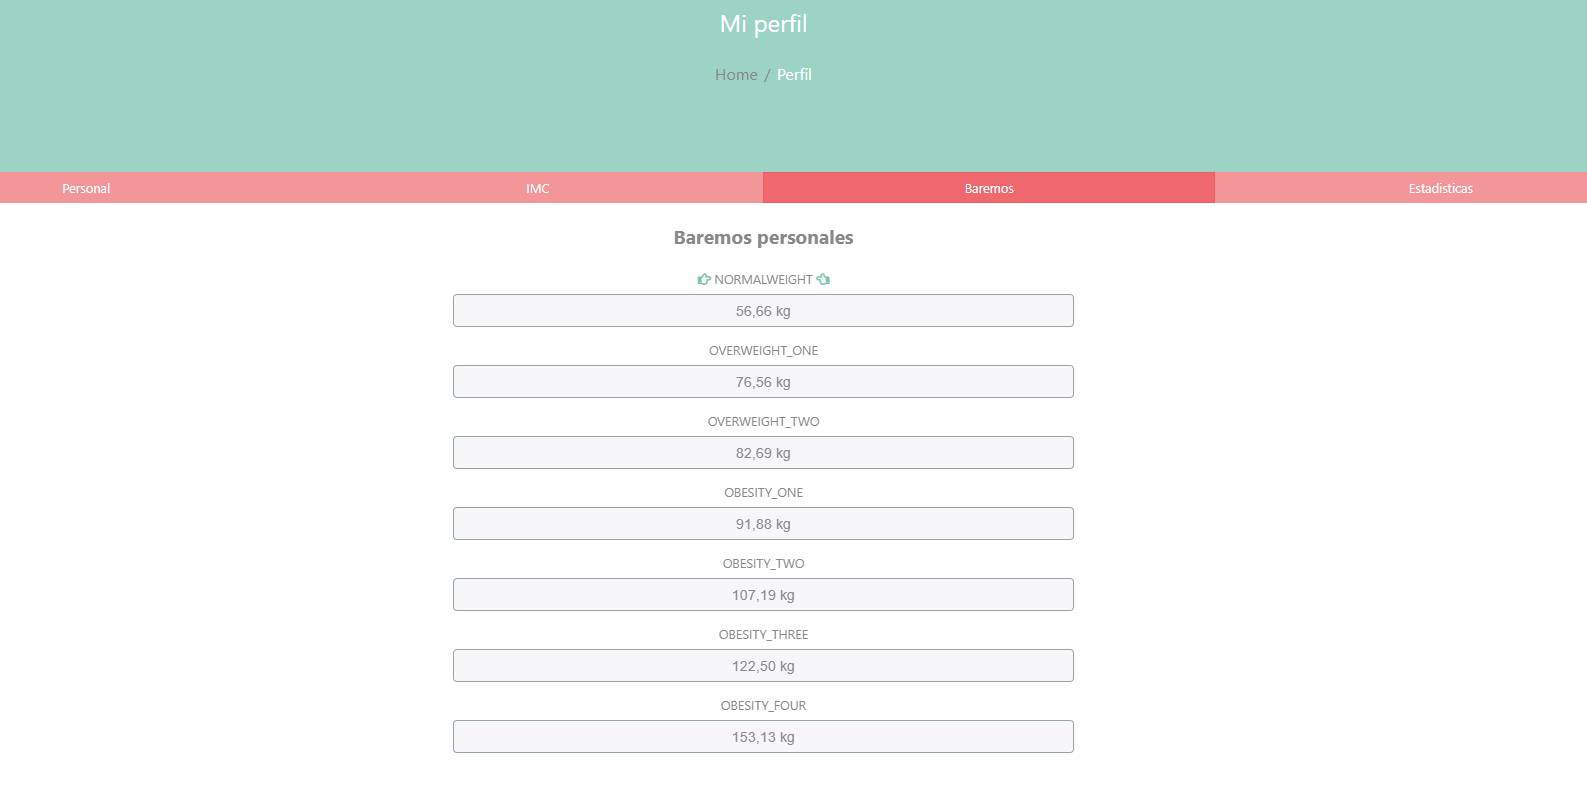 Mi perfil
Home / Perfil
Personal IMC Baremos Estadisticas
Baremos personales
NORMALWEIGHT
56,66 kg
OVERWEIGHT_ONE
76,56 kg
OVERWEIGHT_TWO
82,69 kg
OBESITY_ONE
91,88 kg
OBESITY_TWO
107,19 kg
OBESITY_THREE
122,50 kg
OBESITY_FOUR
153,13 kg